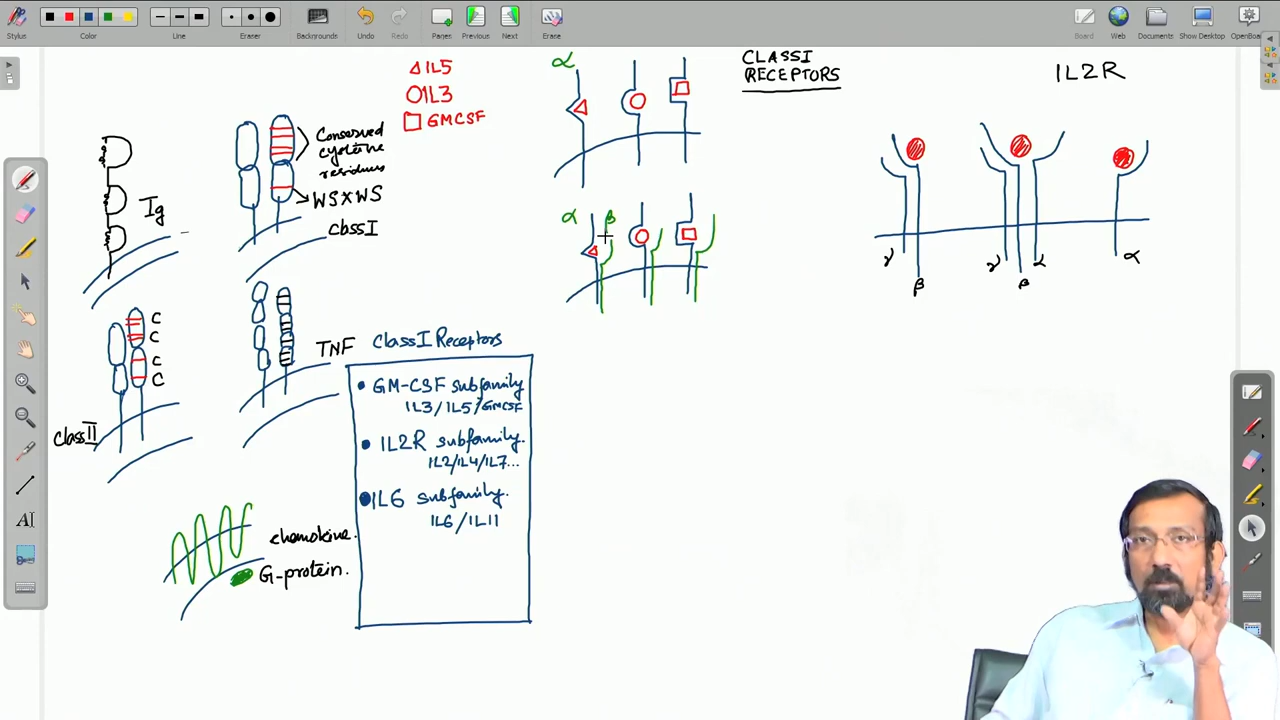 Stylus
Color
Line
Eraser
Backgrounds
Undo
Redo
Pages
Previous
Next
Erase
Board
Web
Documents
Show Desktop
OpenBoard
△ IL5
○ IL3
□ GMCSF
α
CLASS I
RECEPTORS
IL2R
Conserved
cysteine
residues
WSXWS
class I
Ig
α β
γ
β
γ
β
α
α
C
C
C
C
class II
TNF
class I Receptors
• GM-CSF subfamily
IL3/IL5/GMCSF
• IL2R subfamily.
IL2/IL4/IL7...
• IL6 subfamily.
IL6/IL11
chemokine.
G-protein.
AI